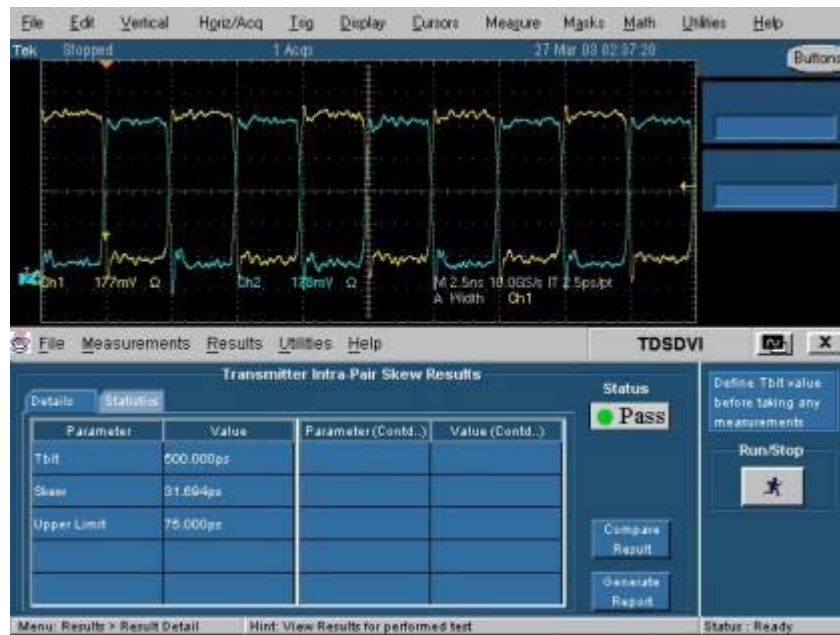 File Edit Vertical Horiz/Acq Trig Display Cursors Measure Masks Math Utilities Help
Tek Stopped 1 Acqs 27 Mar 03 02:37:20
Buttons
Ch1 177mV Ω Ch2 178mV Ω M 2.5ns 10.0GS/s IT 2.5ps/pt
A Width Ch1
File Measurements Results Utilities Help TDSDVI X
Transmitter Intra-Pair Skew Results
Details Statistics
Parameter Value Parameter(Contd..) Value (Contd..)
Tbit 500.000ps
Skew 31.694ps
Upper Limit 75.000ps
Status
Pass
Compare
Result
Generate
Report
Define Tbit value
before taking any
measurements
Run/Stop
Menu: Results > Result Detail Hint: View Results for performed test Status : Ready